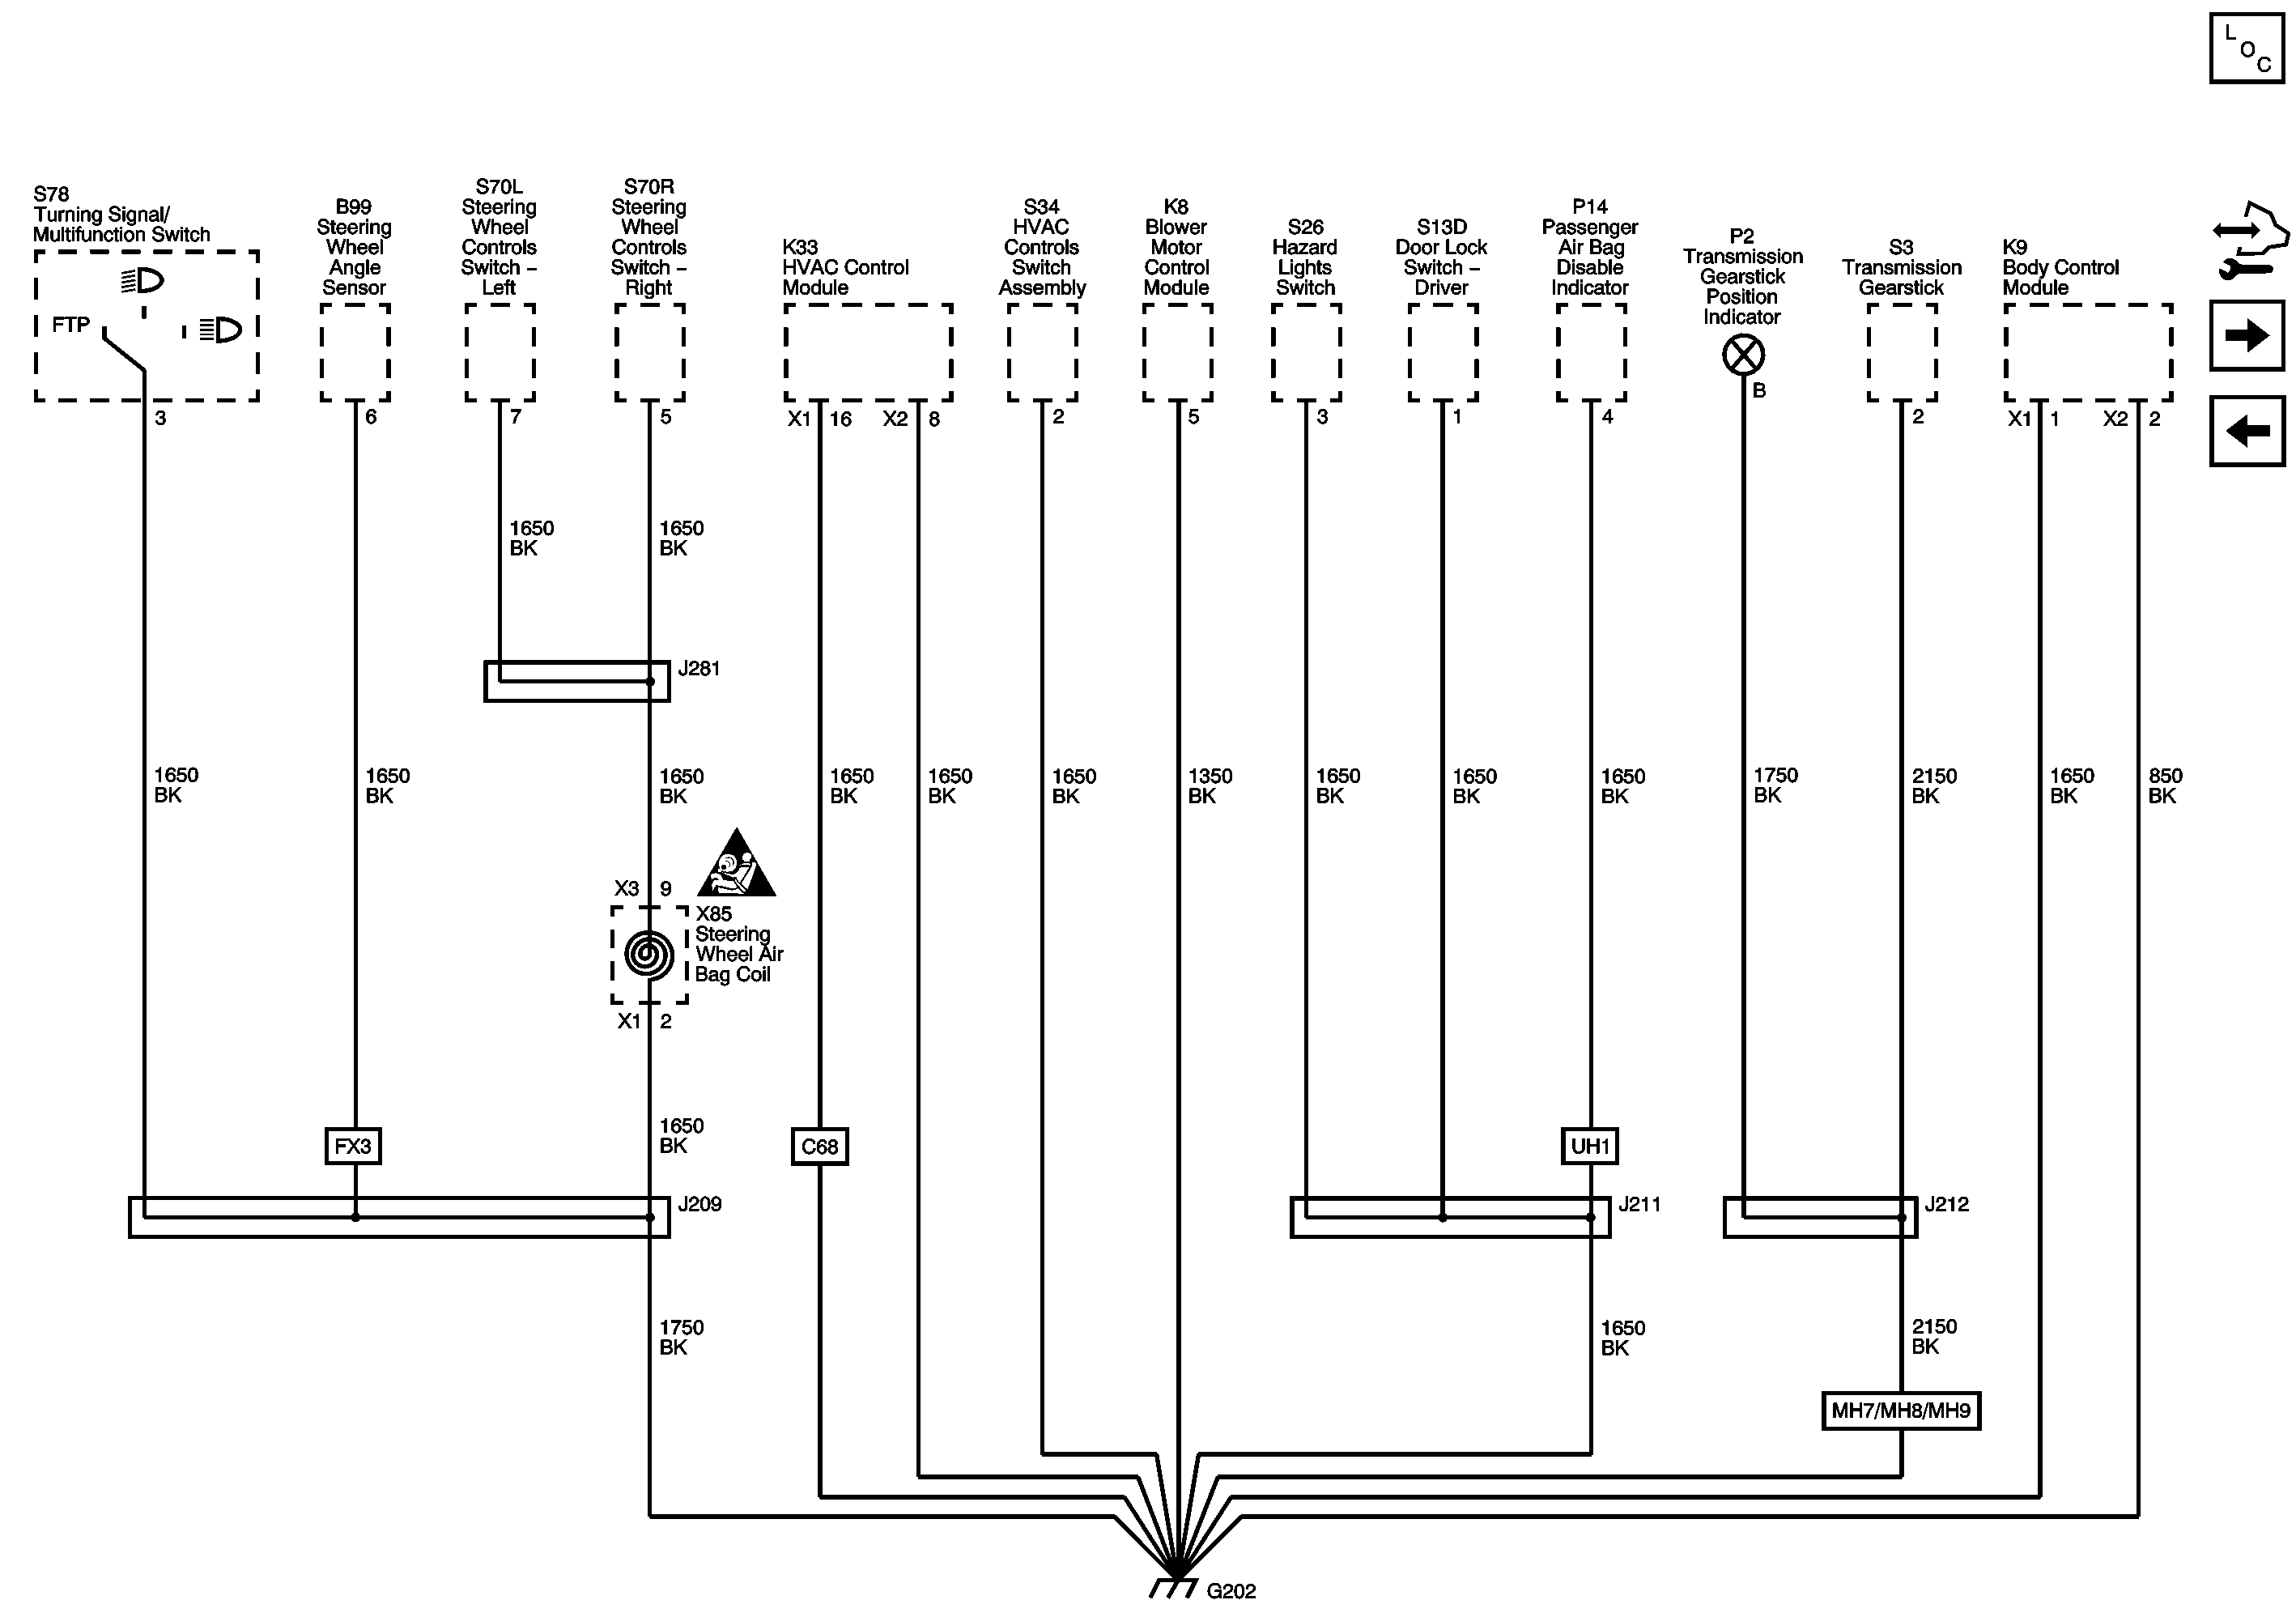 L
O
C
S78
Turning Signal/
Multifunction Switch
FTP
3
B99
Steering
Wheel
Angle
Sensor
6
S70L
Steering
Wheel
Controls
Switch –
Left
7
S70R
Steering
Wheel
Controls
Switch –
Right
5
K33
HVAC Control
Module
X1 16
X2 8
S34
HVAC
Controls
Switch
Assembly
2
K8
Blower
Motor
Control
Module
5
S26
Hazard
Lights
Switch
3
S13D
Door Lock
Switch –
Driver
1
P14
Passenger
Air Bag
Disable
Indicator
4
P2
Transmission
Gearstick
Position
Indicator
B
S3
Transmission
Gearstick
2
K9
Body Control
Module
X1 1
X2 2
1650
BK
1650
BK
J281
1650
BK
1650
BK
1650
BK
1650
BK
1650
BK
1650
BK
1350
BK
1650
BK
1650
BK
1650
BK
1750
BK
2150
BK
1650
BK
850
BK
X3 9
X85
Steering
Wheel Air
Bag Coil
X1 2
1650
BK
FX3
C68
UH1
J209
J211
J212
1750
BK
1650
BK
2150
BK
MH7/MH8/MH9
G202